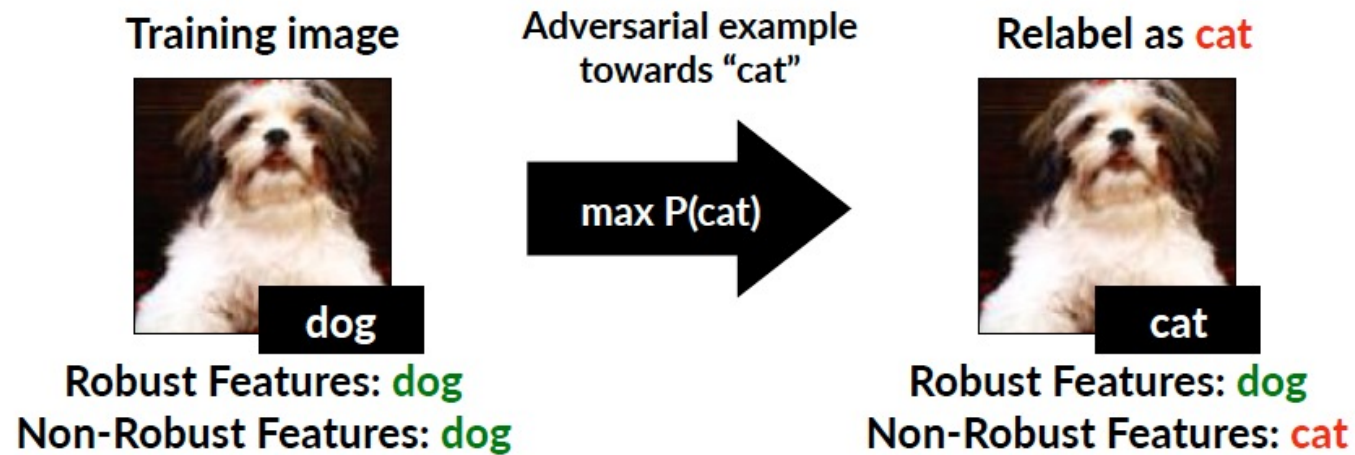 Training image
dog
Robust Features: dog
Non-Robust Features: dog
Adversarial example
towards “cat”
max P(cat)
Relabel as cat
cat
Robust Features: dog
Non-Robust Features: cat